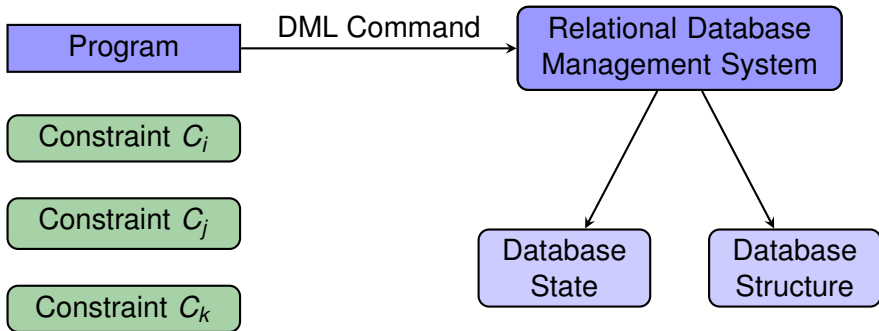 Program
DML Command
Relational Database
Management System
Constraint C_i
Constraint C_j
Constraint C_k
Database
State
Database
Structure